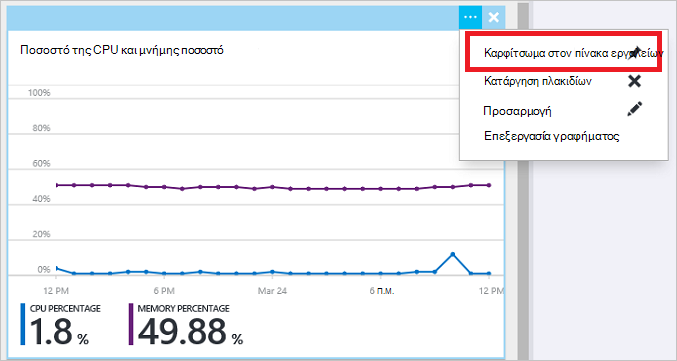 ...
Ποσοστό της CPU και μνήμης ποσοστό
Καρφίτσωμα στον πίνακα εργαλείων
Κατάργηση πλακιδίων
Προσαρμογή
Επεξεργασία γραφήματος
100%
80%
60%
40%
20%
0%
12 PM 6 PM Mar 24 6 π.μ. 12 PM
CPU PERCENTAGE MEMORY PERCENTAGE
1.8 % 49.88 %